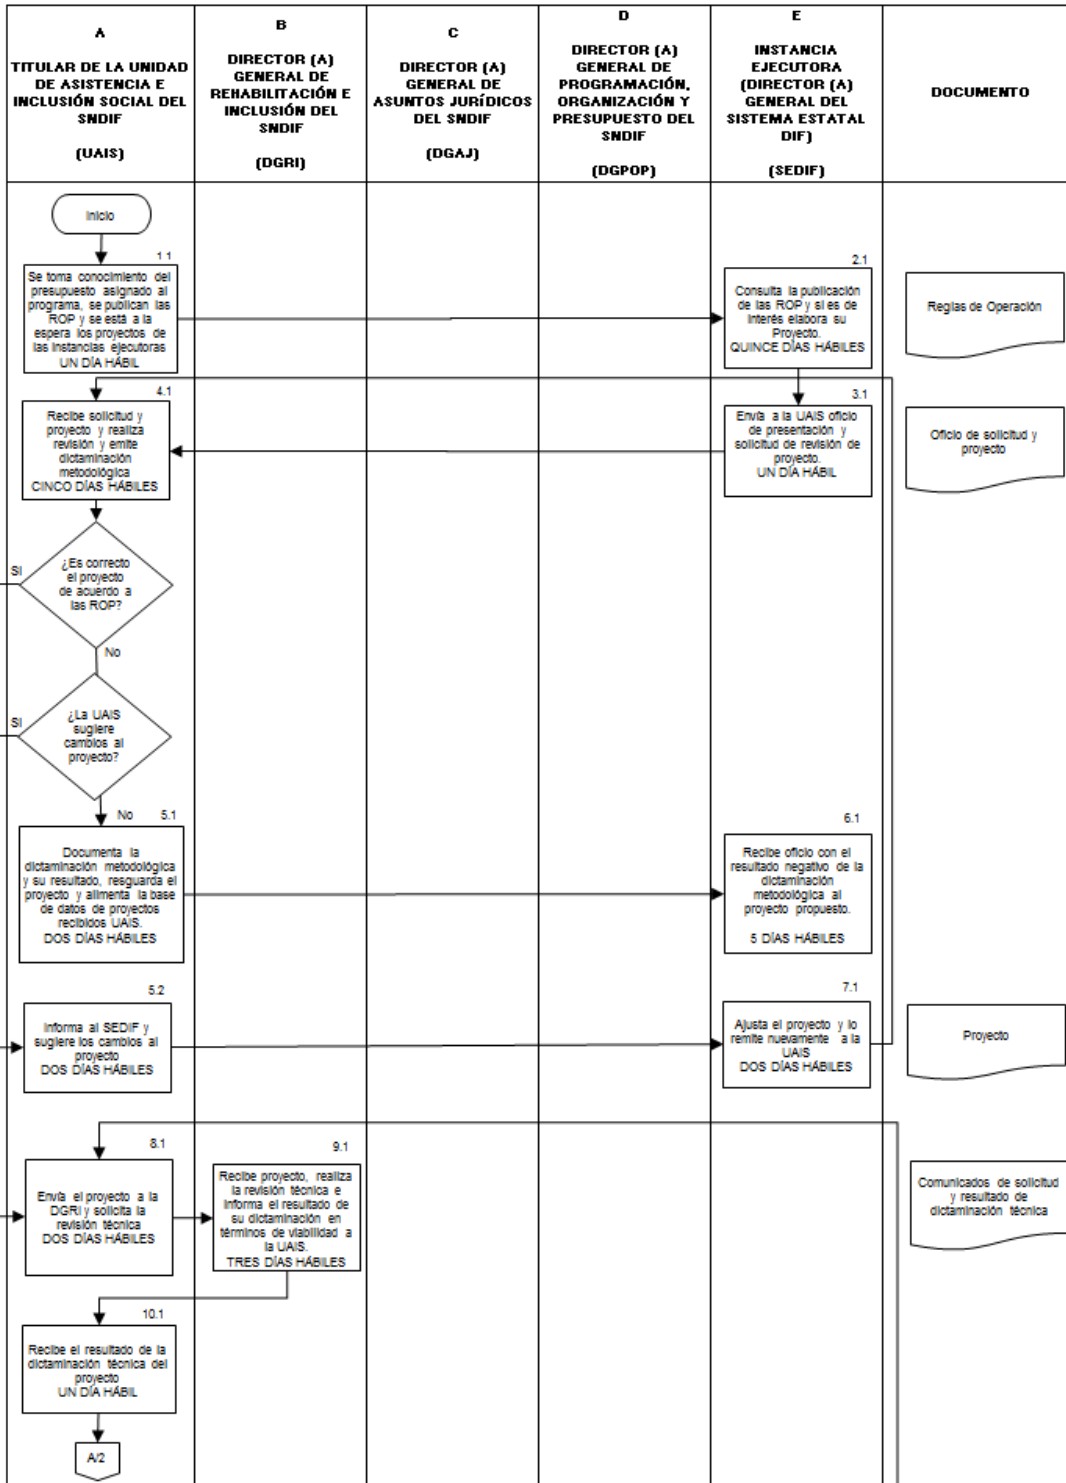 A
TITULAR DE LA UNIDAD
DE ASISTENCIA E
INCLUSIÓN SOCIAL DEL
SNDIF
(UAIS)
B
DIRECTOR (A)
GENERAL DE
REHABILITACIÓN E
INCLUSIÓN DEL
SNDIF
(DGRI)
C
DIRECTOR (A)
GENERAL DE
ASUNTOS JURÍDICOS
DEL SNDIF
(DGAJ)
D
DIRECTOR (A)
GENERAL DE
PROGRAMACIÓN,
ORGANIZACIÓN Y
PRESUPUESTO DEL
SNDIF
(DGPOP)
E
INSTANCIA
EJECUTORA
(DIRECTOR (A)
GENERAL DEL
SISTEMA ESTATAL
DIF)
(SEDIF)
DOCUMENTO
Inicio
1.1
Se toma conocimiento del
presupuesto asignado al
programa, se publican las
ROP y se está a la
espera los proyectos de
las instancias ejecutoras
UN DÍA HÁBIL
2.1
Consulta la publicación
de las ROP y si es de
interés elabora su
Proyecto.
QUINCE DÍAS HÁBILES
Reglas de Operación
4.1
Recibe solicitud y
proyecto y realiza
revisión y emite
dictaminación
metodológica
CINCO DÍAS HÁBILES
3.1
Envía a la UAIS oficio
de presentación y
solicitud de revisión de
proyecto.
UN DÍA HÁBIL
Oficio de solicitud y
proyecto
¿Es correcto
el proyecto
de acuerdo a
las ROP?
SI
No
¿La UAIS
sugiere
cambios al
proyecto?
SI
No
5.1
Documenta la
dictaminación metodológica
y su resultado, resguarda el
proyecto y alimenta la base
de datos de proyectos
recibidos UAIS.
DOS DÍAS HÁBILES
6.1
Recibe oficio con el
resultado negativo de la
dictaminación
metodológica al
proyecto propuesto.
5 DÍAS HÁBILES
5.2
Informa al SEDIF y
sugiere los cambios al
proyecto
DOS DÍAS HÁBILES
7.1
Ajusta el proyecto y lo
remite nuevamente a la
UAIS
DOS DÍAS HÁBILES
Proyecto
8.1
Envía el proyecto a la
DGRI y solicita la
revisión técnica
DOS DÍAS HÁBILES
9.1
Recibe proyecto, realiza
la revisión técnica e
informa el resultado de
su dictaminación en
términos de viabilidad a
la UAIS.
TRES DÍAS HÁBILES
Comunicados de solicitud
y resultado de
dictaminación técnica
10.1
Recibe el resultado de la
dictaminación técnica del
proyecto
UN DÍA HÁBIL
A/2